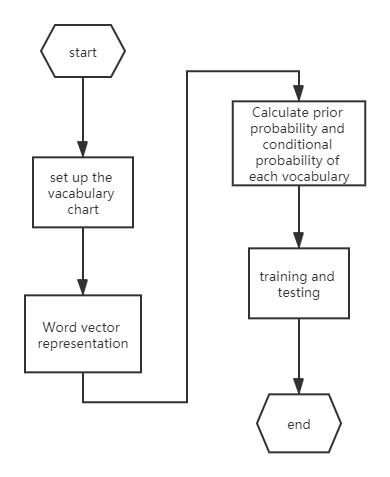 start
set up the
vacabulary
chart
Word vector
representation
Calculate prior
probability and
conditional
probability of
each vocabulary
training and
testing
end